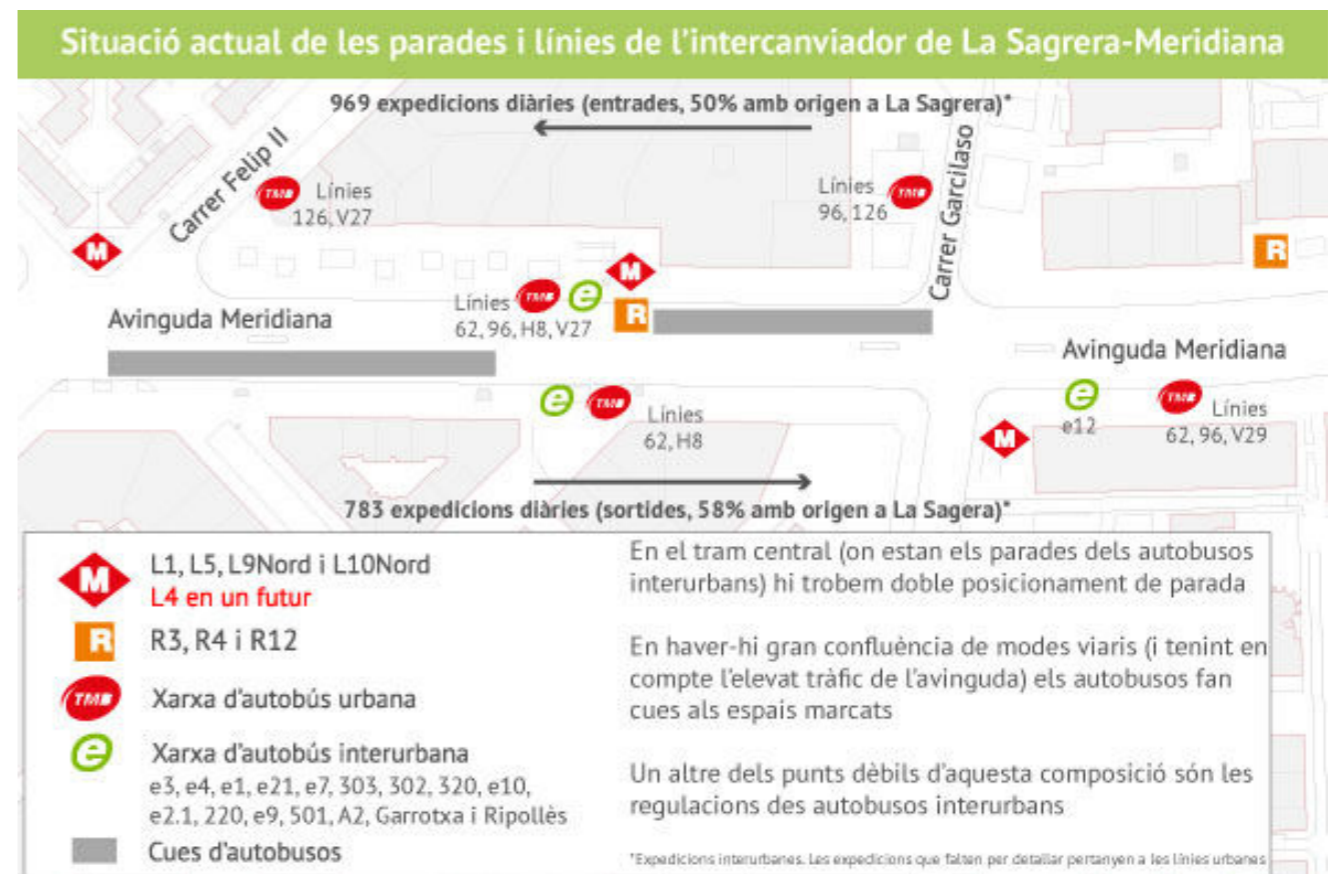 Situació actual de les parades i línies de l'intercanviador de La Sagrera-Meridiana
969 expedicions diàries (entrades, 50% amb origen a La Sagrera)*
Carrer Felip II
TMB
Línies
126, V27
Línies
96, 126
TMB
Carrer Garcilaso
M
M
R
R
Línies
62, 96, H8, V27
TMB
e
Avinguda Meridiana
Avinguda Meridiana
e
TMB
Línies
62, H8
e
e12
TMB
Línies
62, 96, V29
M
783 expedicions diàries (sortides, 58% amb origen a La Sagera)*
M
L1, L5, L9Nord i L10Nord
L4 en un futur
R
R3, R4 i R12
TMB
Xarxa d'autobús urbana
e
Xarxa d'autobús interurbana
e3, e4, e1, e21, e7, 303, 302, 320, e10,
e2.1, 220, e9, 501, A2, Garrotxa i Ripollès
Cues d'autobusos
En el tram central (on estan els parades dels autobusos
interurbans) hi trobem doble posicionament de parada
En haver-hi gran confluència de modes viaris (i tenint en
compte l'elevat tràfic de l'avinguda) els autobusos fan
cues als espais marcats
Un altre dels punts dèbils d'aquesta composició són les
regulacions des autobusos interurbans
*Expedicions interurbanes. Les expedicions que falten per detallar pertanyen a les línies urbanes